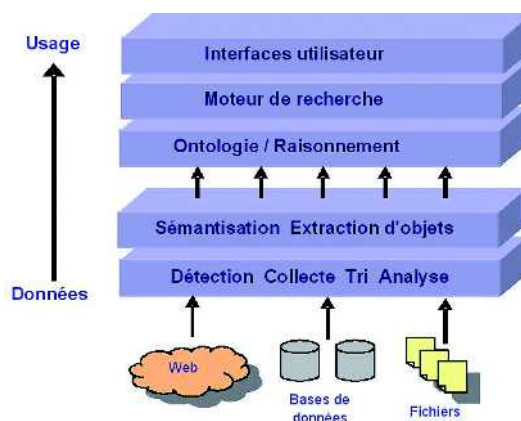 Usage
Interfaces utilisateur
Moteur de recherche
Ontologie / Raisonnement
Sémantisation Extraction d'objets
Détection Collecte Tri Analyse
Données
Web
Bases de
données
Fichiers